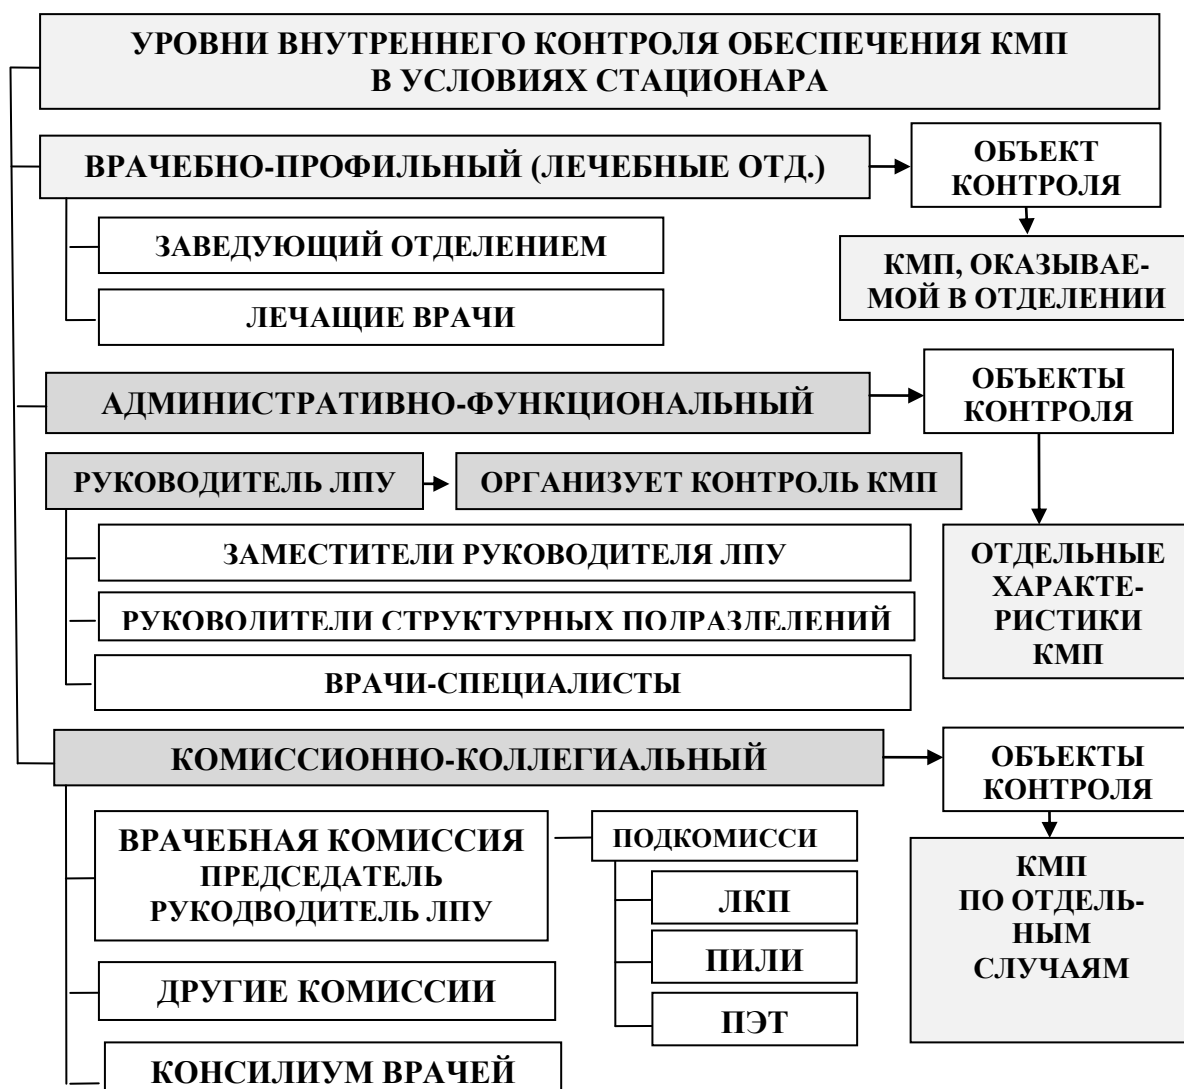 УРОВНИ ВНУТРЕННЕГО КОНТРОЛЯ ОБЕСПЕЧЕНИЯ КМП
В УСЛОВИЯХ СТАЦИОНАРА
ВРАЧЕБНО-ПРОФИЛЬНЫЙ (ЛЕЧЕБНЫЕ ОТД.)
ОБЪЕКТ
КОНТРОЛЯ
ЗАВЕДУЮЩИЙ ОТДЕЛЕНИЕМ
КМП, ОКАЗЫВАЕ-
МОЙ В ОТДЕЛЕНИИ
ЛЕЧАЩИЕ ВРАЧИ
АДМИНИСТРАТИВНО-ФУНКЦИОНАЛЬНЫЙ
ОБЪЕКТЫ
КОНТРОЛЯ
РУКОВОДИТЕЛЬ ЛПУ
ОРГАНИЗУЕТ КОНТРОЛЬ КМП
ЗАМЕСТИТЕЛИ РУКОВОДИТЕЛЯ ЛПУ
РУКОВОДИТЕЛИ СТРУКТУРНЫХ ПОДРАЗДЕЛЕНИЙ
ВРАЧИ-СПЕЦИАЛИСТЫ
ОТДЕЛЬНЫЕ
ХАРАКТЕ-
РИСТИКИ
КМП
КОМИССИОННО-КОЛЛЕГИАЛЬНЫЙ
ОБЪЕКТЫ
КОНТРОЛЯ
ВРАЧЕБНАЯ КОМИССИЯ
ПРЕДСЕДАТЕЛЬ
РУКОДВОДИТЕЛЬ ЛПУ
ПОДКОМИССИ
ЛКП
ПИЛИ
ПЭТ
КМП
ПО ОТДЕЛЬ-
НЫМ
СЛУЧАЯМ
ДРУГИЕ КОМИССИИ
КОНСИЛИУМ ВРАЧЕЙ